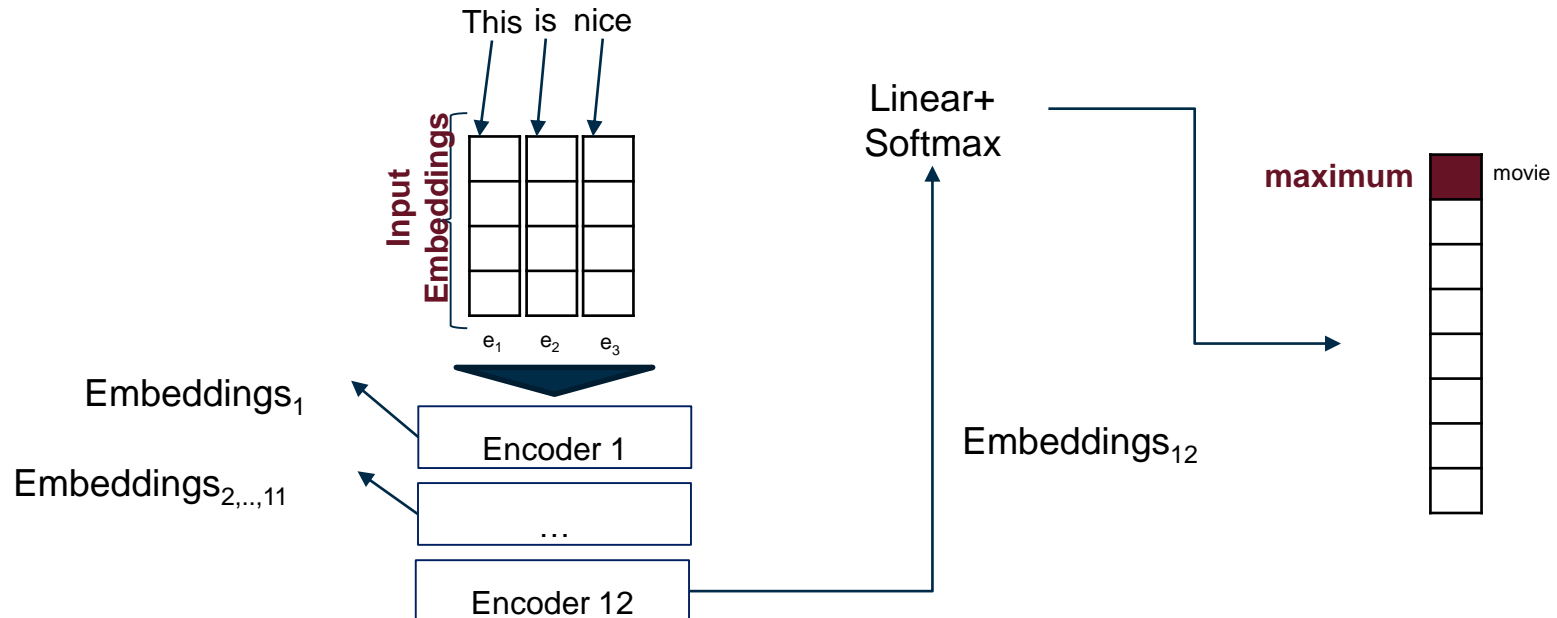 This is nice
Input
Embeddings
e₁ e₂ e₃
Embeddings₁
Encoder 1
Embeddings₂,..,₁₁
...
Encoder 12
Linear+
Softmax
Embeddings₁₂
maximum
movie